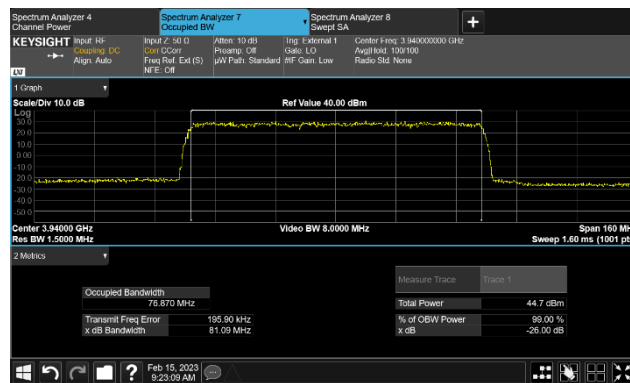 Spectrum Analyzer 4
Channel Power
Spectrum Analyzer 7
Occupied BW
Spectrum Analyzer 8
Swept SA
KEYSIGHT
Input: RF
Coupling: DC
Align: Auto
Input Z: 50 Ω
Corr CCorr
Freq Ref: Ext (S)
NFE: Off
Atten: 10 dB
Preamp: Off
µW Path: Standard
Trig: External 1
Gate: LO
#IF Gain: Low
Center Freq: 3.940000000 GHz
Avg|Hold: 100/100
Radio Std: None
LXI
1 Graph
Scale/Div 10.0 dB
Ref Value 40.00 dBm
Log
30.0
20.0
10.0
0.00
-10.0
-20.0
-30.0
-40.0
-50.0
Center 3.94000 GHz
Video BW 8.0000 MHz
Span 160 M
Res BW 1.5000 MHz
Sweep 1.60 ms (1001 pt
2 Metrics
Measure Trace
Trace 1
Occupied Bandwidth
76.870 MHz
Total Power
44.7 dBm
Transmit Freq Error
195.90 kHz
% of OBW Power
99.00 %
x dB Bandwidth
81.09 MHz
x dB
-26.00 dB
Feb 15, 2023
9:23:09 AM